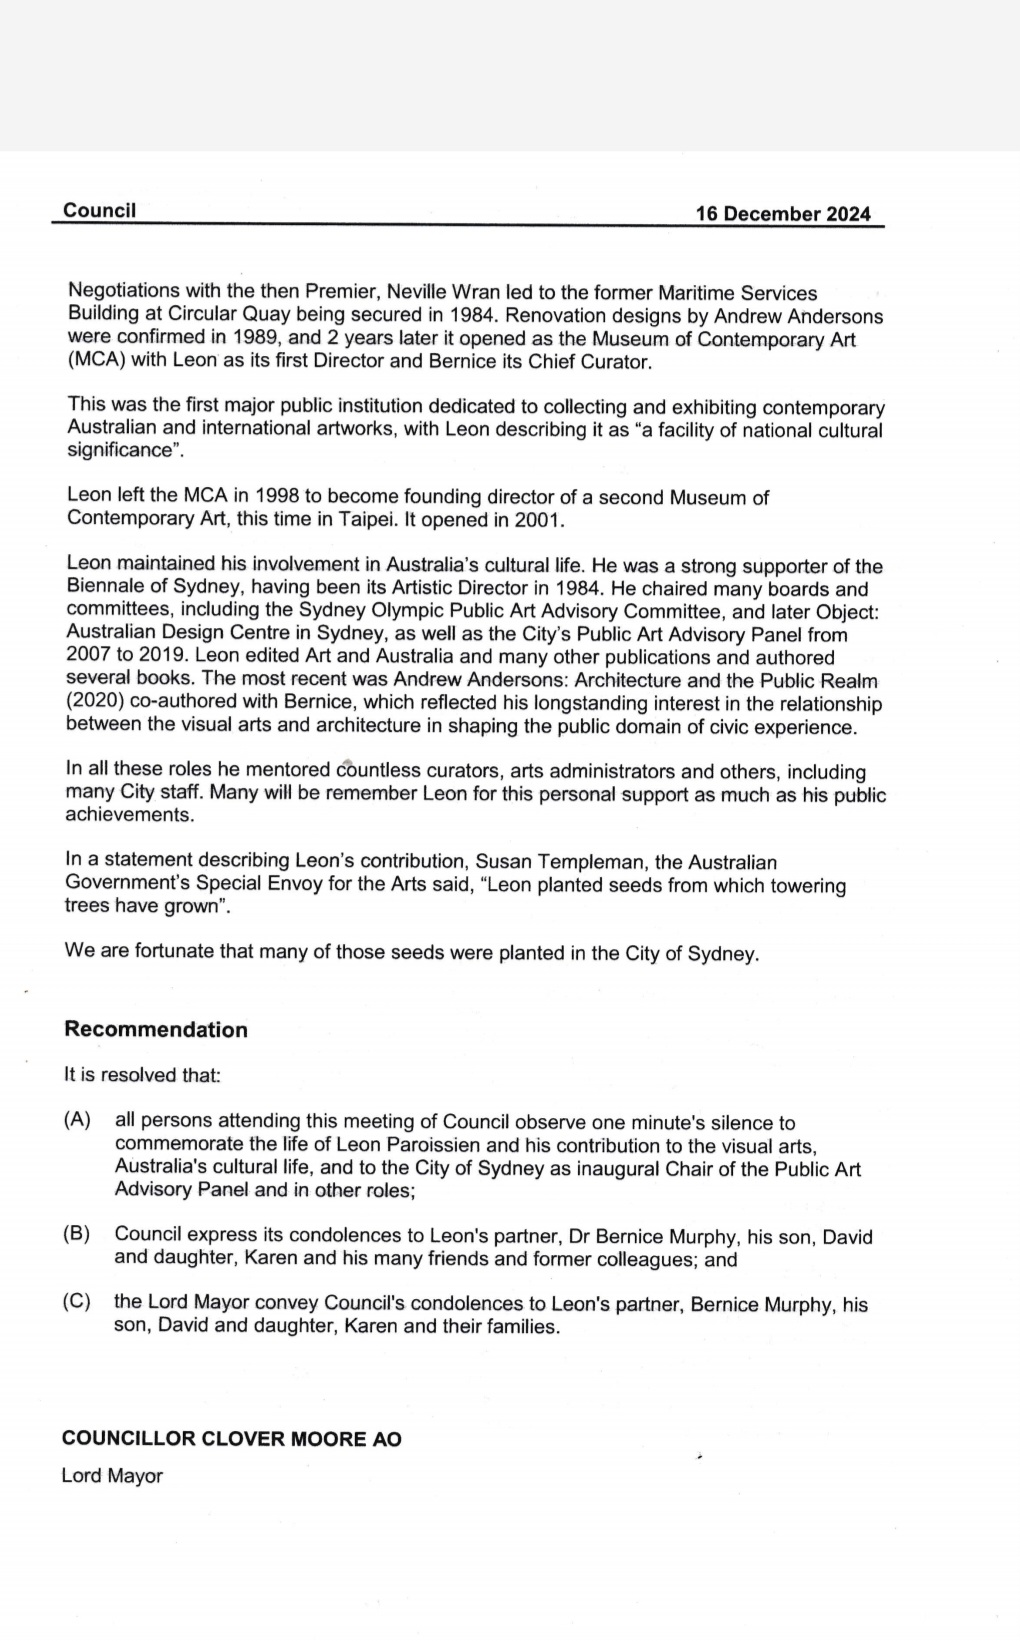 Council
16 December 2024
Negotiations with the then Premier, Neville Wran led to the former Maritime Services
Building at Circular Quay being secured in 1984. Renovation designs by Andrew Andersons
were confirmed in 1989, and 2 years later it opened as the Museum of Contemporary Art
(MCA) with Leon as its first Director and Bernice its Chief Curator.
This was the first major public institution dedicated to collecting and exhibiting contemporary
Australian and international artworks, with Leon describing it as “a facility of national cultural
significance”.
Leon left the MCA in 1998 to become founding director of a second Museum of
Contemporary Art, this time in Taipei. It opened in 2001.
Leon maintained his involvement in Australia’s cultural life. He was a strong supporter of the
Biennale of Sydney, having been its Artistic Director in 1984. He chaired many boards and
committees, including the Sydney Olympic Public Art Advisory Committee, and later Object:
Australian Design Centre in Sydney, as well as the City’s Public Art Advisory Panel from
2007 to 2019. Leon edited Art and Australia and many other publications and authored
several books. The most recent was Andrew Andersons: Architecture and the Public Realm
(2020) co-authored with Bernice, which reflected his longstanding interest in the relationship
between the visual arts and architecture in shaping the public domain of civic experience.
In all these roles he mentored countless curators, arts administrators and others, including
many City staff. Many will be remember Leon for this personal support as much as his public
achievements.
In a statement describing Leon’s contribution, Susan Templeman, the Australian
Government’s Special Envoy for the Arts said, “Leon planted seeds from which towering
trees have grown”.
We are fortunate that many of those seeds were planted in the City of Sydney.
Recommendation
It is resolved that:
(A) all persons attending this meeting of Council observe one minute's silence to
commemorate the life of Leon Paroissien and his contribution to the visual arts,
Australia's cultural life, and to the City of Sydney as inaugural Chair of the Public Art
Advisory Panel and in other roles;
(B) Council express its condolences to Leon's partner, Dr Bernice Murphy, his son, David
and daughter, Karen and his many friends and former colleagues; and
(C) the Lord Mayor convey Council's condolences to Leon's partner, Bernice Murphy, his
son, David and daughter, Karen and their families.
COUNCILLOR CLOVER MOORE AO
Lord Mayor